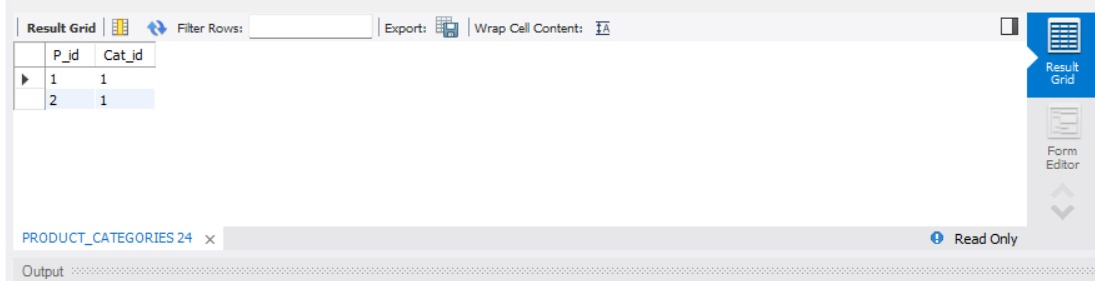 Result Grid Filter Rows: Export: Wrap Cell Content: IA
P_id Cat_id
1 1
2 1
Result
Grid
Form
Editor
PRODUCT_CATEGORIES 24 × Read Only
Output